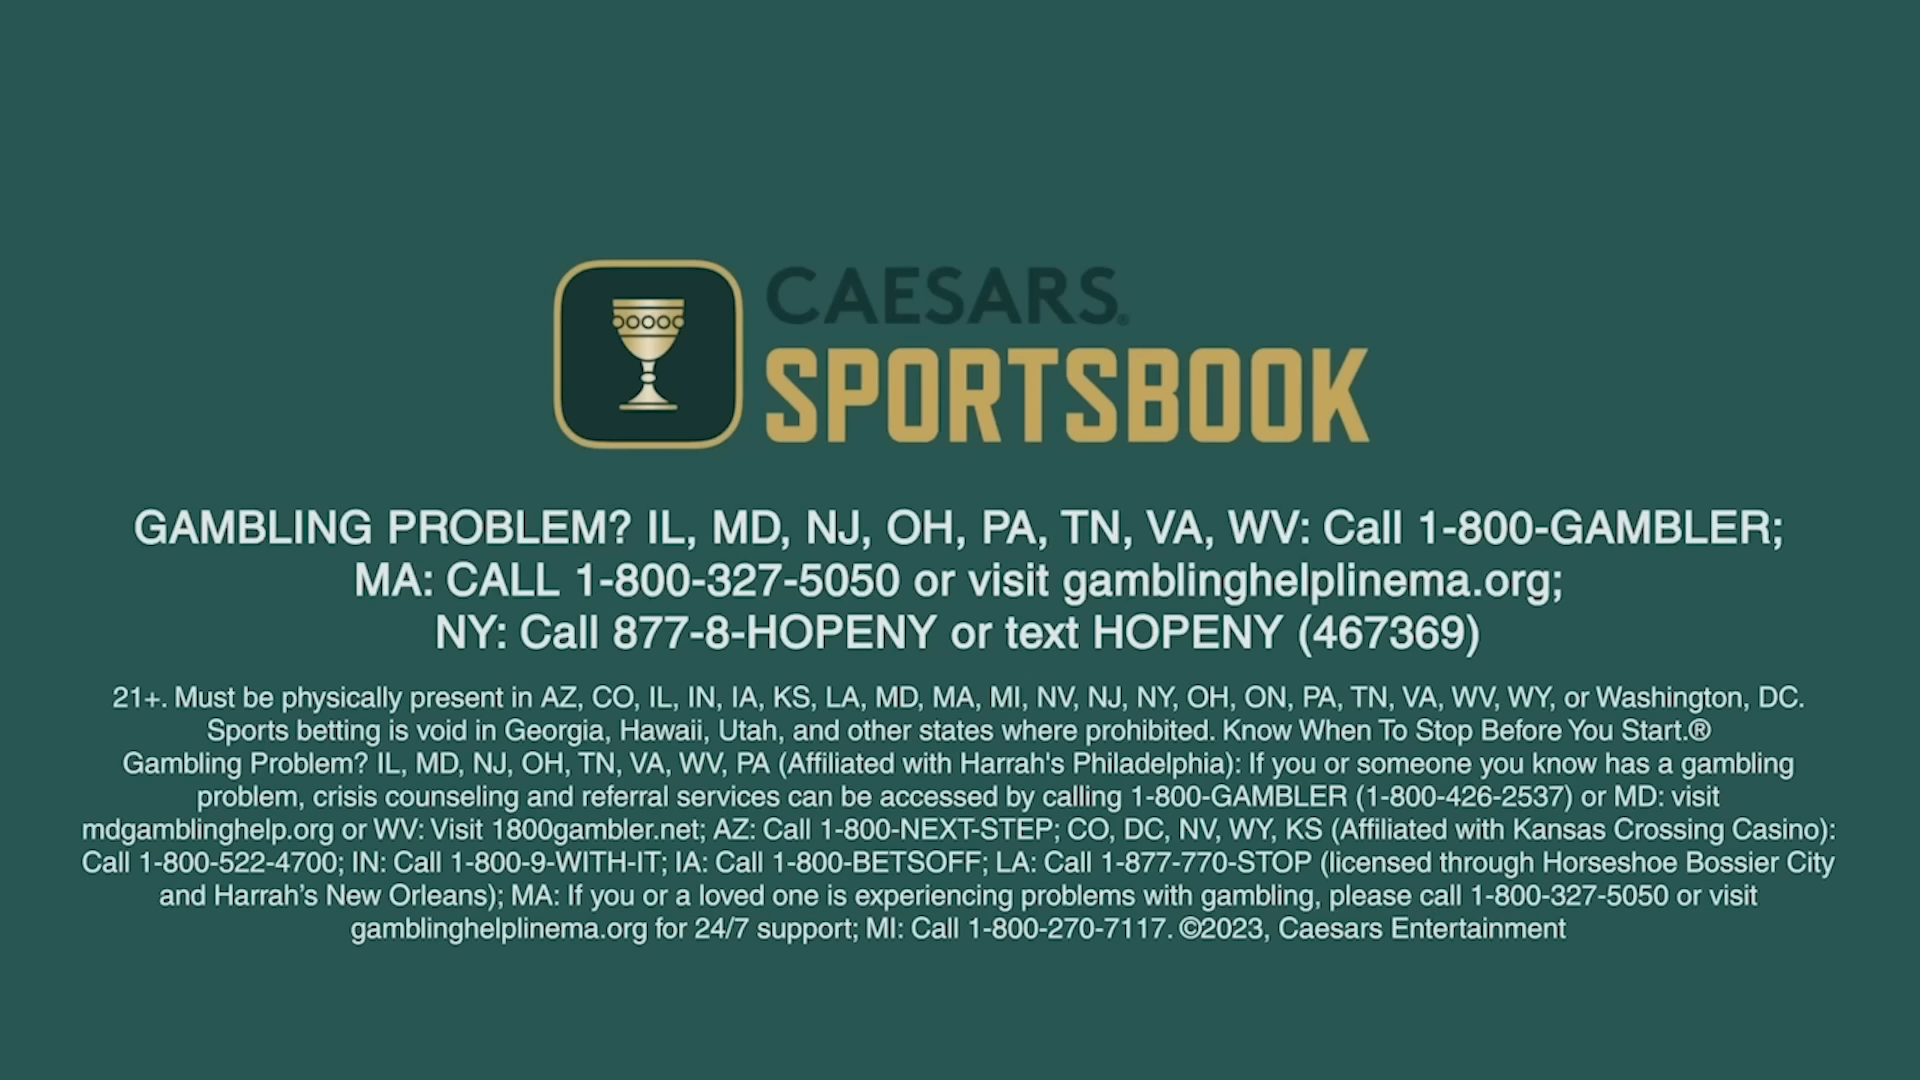 CAESARS®
SPORTSBOOK
GAMBLING PROBLEM? IL, MD, NJ, OH, PA, TN, VA, WV: Call 1-800-GAMBLER;
MA: CALL 1-800-327-5050 or visit gamblinghelplinema.org;
NY: Call 877-8-HOPENY or text HOPENY (467369)
21+. Must be physically present in AZ, CO, IL, IN, IA, KS, LA, MD, MA, MI, NV, NJ, NY, OH, ON, PA, TN, VA, WV, WY, or Washington, DC.
Sports betting is void in Georgia, Hawaii, Utah, and other states where prohibited. Know When To Stop Before You Start.®
Gambling Problem? IL, MD, NJ, OH, TN, VA, WV, PA (Affiliated with Harrah's Philadelphia): If you or someone you know has a gambling
problem, crisis counseling and referral services can be accessed by calling 1-800-GAMBLER (1-800-426-2537) or MD: visit
mdgamblinghelp.org or WV: Visit 1800gambler.net; AZ: Call 1-800-NEXT-STEP; CO, DC, NV, WY, KS (Affiliated with Kansas Crossing Casino):
Call 1-800-522-4700; IN: Call 1-800-9-WITH-IT; IA: Call 1-800-BETSOFF; LA: Call 1-877-770-STOP (licensed through Horseshoe Bossier City
and Harrah’s New Orleans); MA: If you or a loved one is experiencing problems with gambling, please call 1-800-327-5050 or visit
gamblinghelplinema.org for 24/7 support; MI: Call 1-800-270-7117. ©2023, Caesars Entertainment